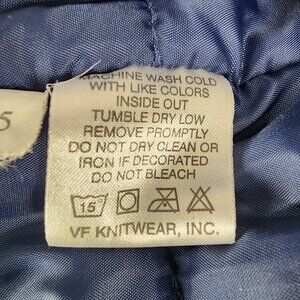 MACHINE WASH COLD
WITH LIKE COLORS
INSIDE OUT
TUMBLE DRY LOW
REMOVE PROMPTLY
DO NOT DRY CLEAN OR
IRON IF DECORATED
DO NOT BLEACH
15°
VF KNITWEAR, INC.
5